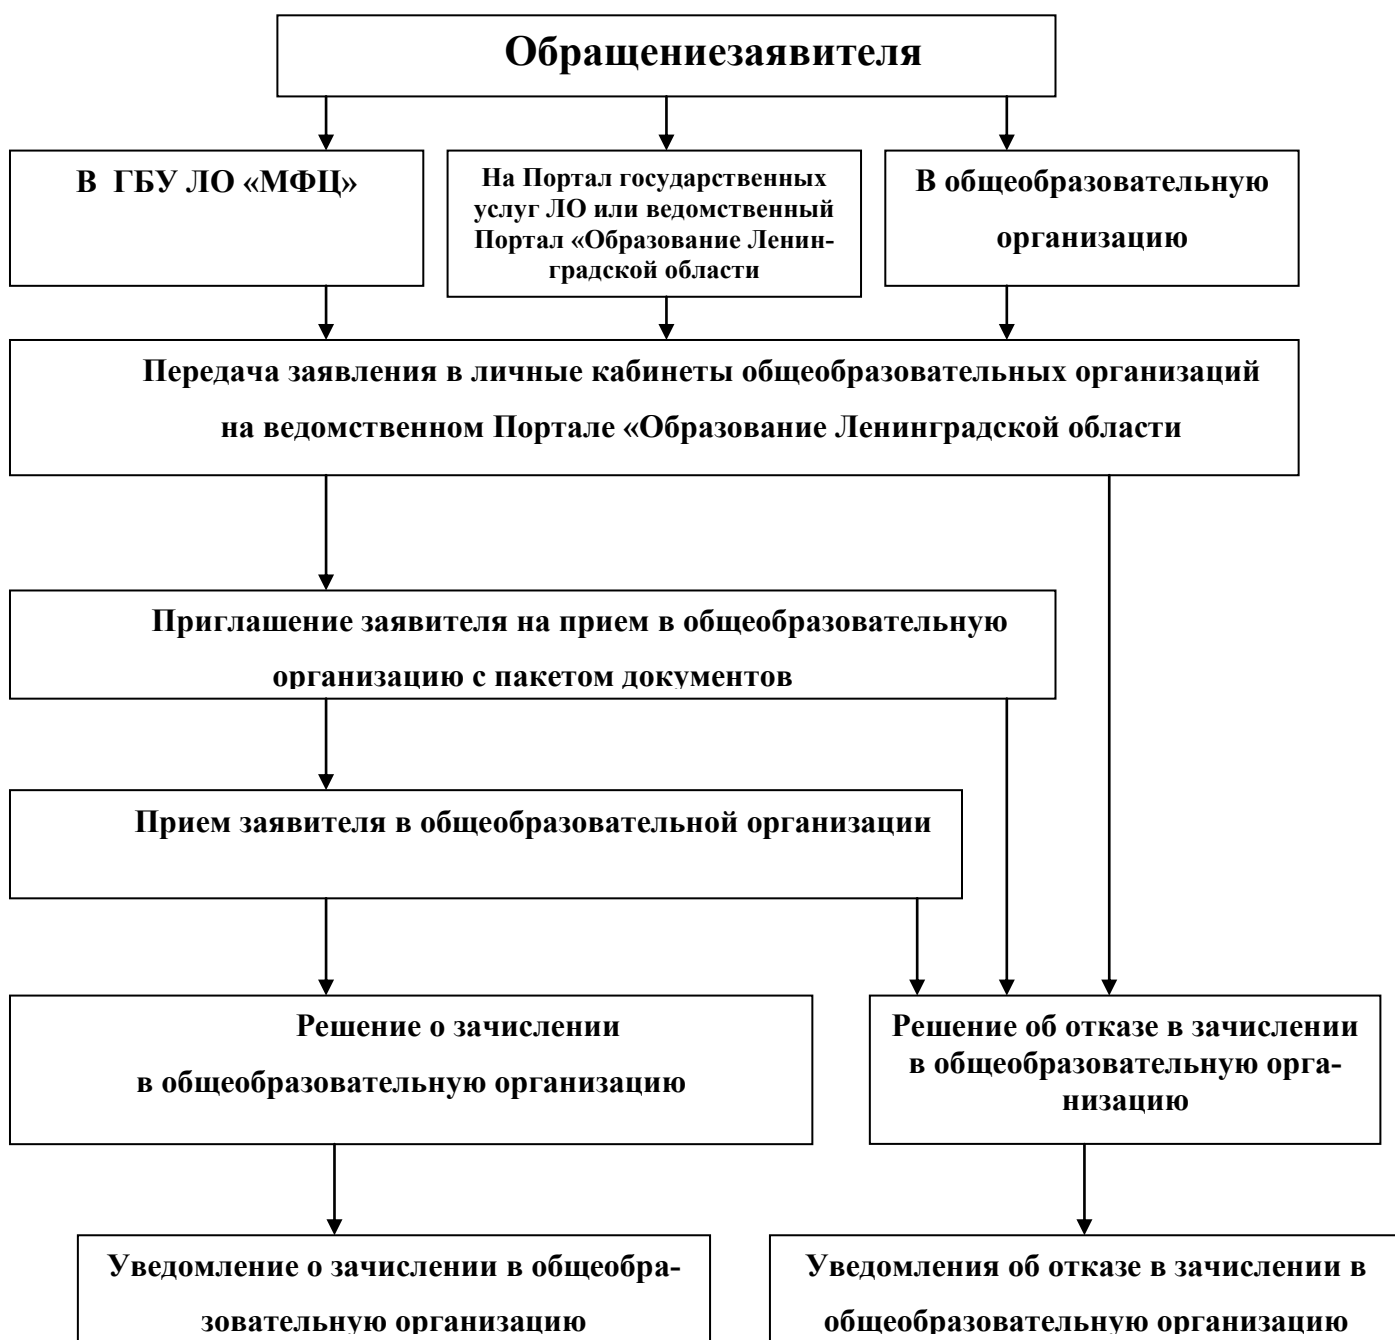 Обращениезаявителя
В ГБУ ЛО «МФЦ»
На Портал государственных
услуг ЛО или ведомственный
Портал «Образование Ленин-
градской области
В общеобразовательную
организацию
Передача заявления в личные кабинеты общеобразовательных организаций
на ведомственном Портале «Образование Ленинградской области
Приглашение заявителя на прием в общеобразовательную
организацию с пакетом документов
Прием заявителя в общеобразовательной организации
Решение о зачислении
в общеобразовательную организацию
Решение об отказе в зачислении
в общеобразовательную орга-
низацию
Уведомление о зачислении в общеобра-
зовательную организацию
Уведомления об отказе в зачислении в
общеобразовательную организацию